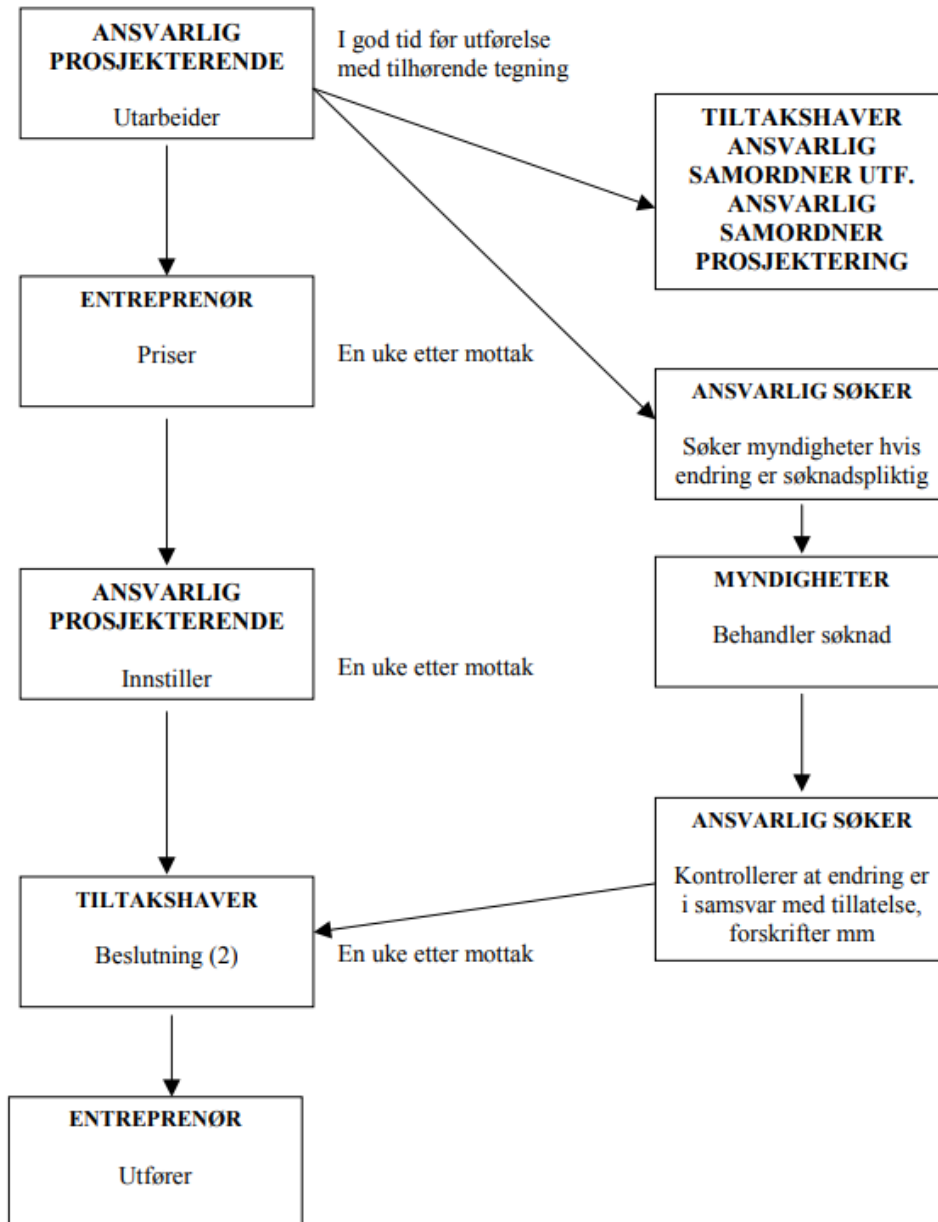 ANSVARLIG
PROSJEKTERENDE
Utarbeider
I god tid før utførelse
med tilhørende tegning
TILTAKSHAVER
ANSVARLIG
SAMORDNER UTF.
ANSVARLIG
SAMORDNER
PROSJEKTERING
ENTREPRENØR
Priser
En uke etter mottak
ANSVARLIG SØKER
Søker myndigheter hvis
endring er søknadspliktig
ANSVARLIG
PROSJEKTERENDE
Innstiller
En uke etter mottak
MYNDIGHETER
Behandler søknad
ANSVARLIG SØKER
Kontrollerer at endring er
i samsvar med tillatelse,
forskrifter mm
TILTAKSHAVER
Beslutning (2)
En uke etter mottak
ENTREPRENØR
Utfører